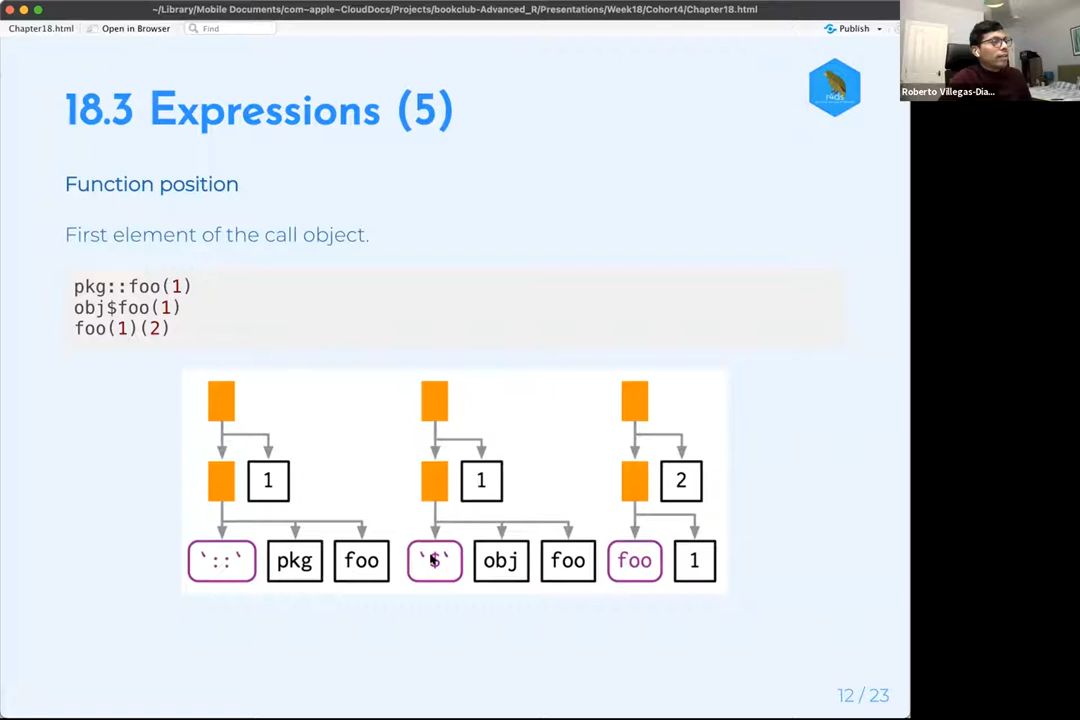 ~/Library/Mobile Documents/com~apple~CloudDocs/Projects/bookclub-Advanced_R/Presentations/Week18/Cohort4/Chapter18.html
Chapter18.html
Open in Browser
Find
Publish
Roberto Villegas-Dia...
18.3 Expressions (5)
r4ds
Function position
First element of the call object.
pkg::foo(1)
obj$foo(1)
foo(1)(2)
1
1
2
`::` pkg foo
`$` obj foo
foo 1
12 / 23